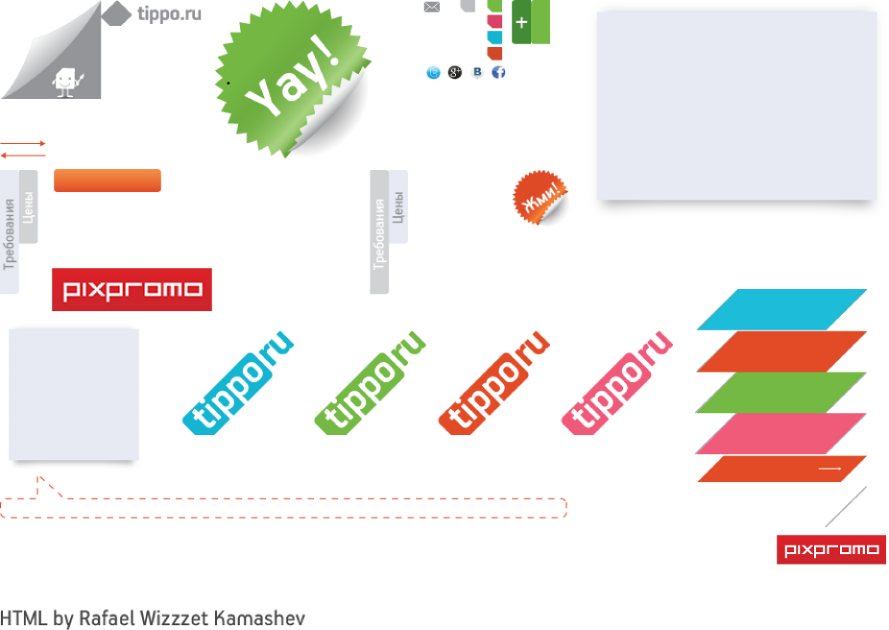 tippo.ru
Yay!
+
g+
B
f
Требования
Цены
Требования
Цены
Жми!
pixpromo
tippo.ru
tippo.ru
tippo.ru
tippo.ru
pixpromo
HTML by Rafael Wizzzet Kamashev